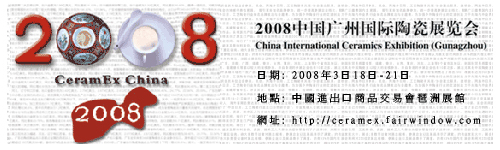 2008
CeramEx China
2008
2008中国广州国际陶瓷展览会
China International Ceramics Exhibition (Gunagzhou)
日期: 2008年3日18日-21日
地點: 中國進出口商品交易會琶洲展館
網址: http://ceramex.fairwindow.com